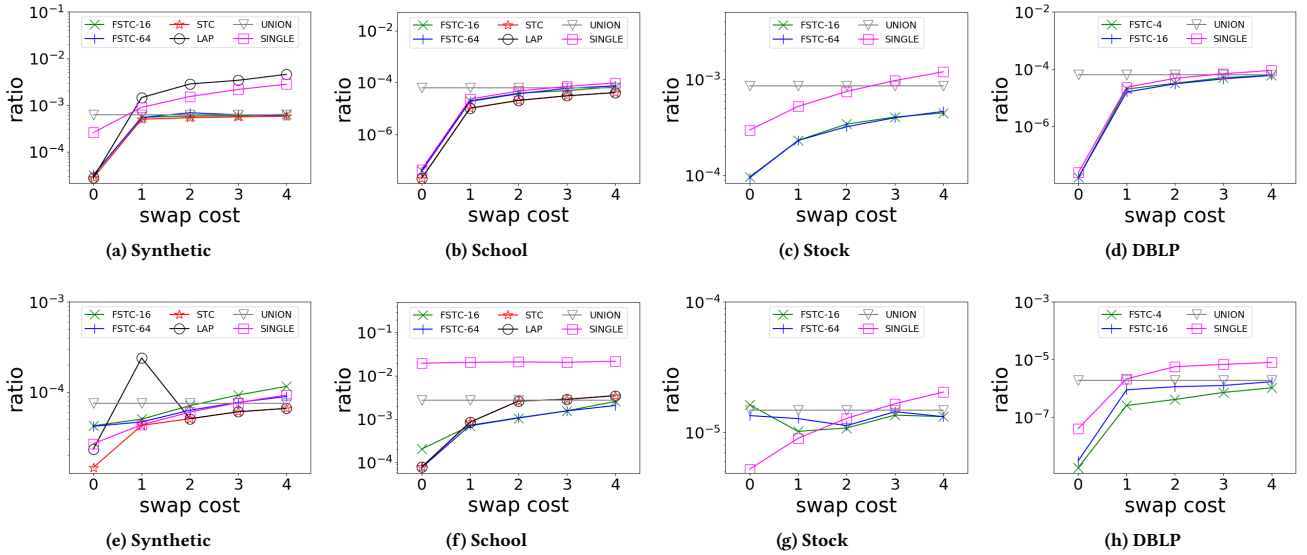 FSTC-16 STC UNION
FSTC-64 LAP SINGLE
10⁻¹
10⁻²
10⁻³
10⁻⁴
ratio
0 1 2 3 4
swap cost
(a) Synthetic
FSTC-16 STC UNION
FSTC-64 LAP SINGLE
10⁻²
10⁻⁴
10⁻⁶
ratio
0 1 2 3 4
swap cost
(b) School
FSTC-16 UNION
FSTC-64 SINGLE
10⁻³
10⁻⁴
ratio
0 1 2 3 4
swap cost
(c) Stock
FSTC-4 UNION
FSTC-16 SINGLE
10⁻²
10⁻⁴
10⁻⁶
ratio
0 1 2 3 4
swap cost
(d) DBLP
FSTC-16 STC UNION
FSTC-64 LAP SINGLE
10⁻³
10⁻⁴
ratio
0 1 2 3 4
swap cost
(e) Synthetic
FSTC-16 STC UNION
FSTC-64 LAP SINGLE
10⁻¹
10⁻²
10⁻³
10⁻⁴
ratio
0 1 2 3 4
swap cost
(f) School
FSTC-16 UNION
FSTC-64 SINGLE
10⁻⁴
10⁻⁵
ratio
0 1 2 3 4
swap cost
(g) Stock
FSTC-4 UNION
FSTC-16 SINGLE
10⁻³
10⁻⁵
10⁻⁷
ratio
0 1 2 3 4
swap cost
(h) DBLP